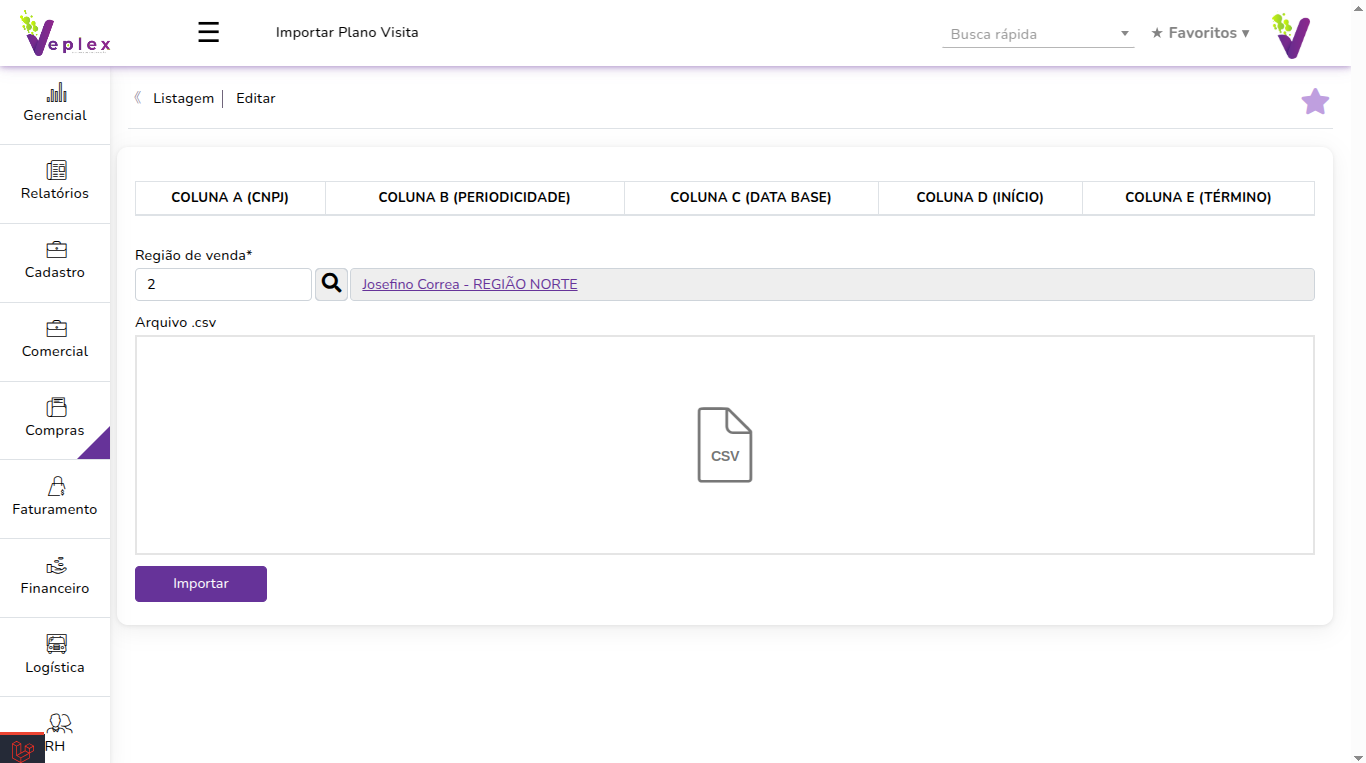 Veplex
☰
Importar Plano Visita
Busca rápida
★ Favoritos ▾
Gerencial
Relatórios
Cadastro
Comercial
Compras
Faturamento
Financeiro
Logística
RH
Listagem
Editar
COLUNA A (CNPJ)
COLUNA B (PERIODICIDADE)
COLUNA C (DATA BASE)
COLUNA D (INÍCIO)
COLUNA E (TÉRMINO)
Região de venda*
2
Josefino Correa - REGIÃO NORTE
Arquivo .csv
CSV
Importar